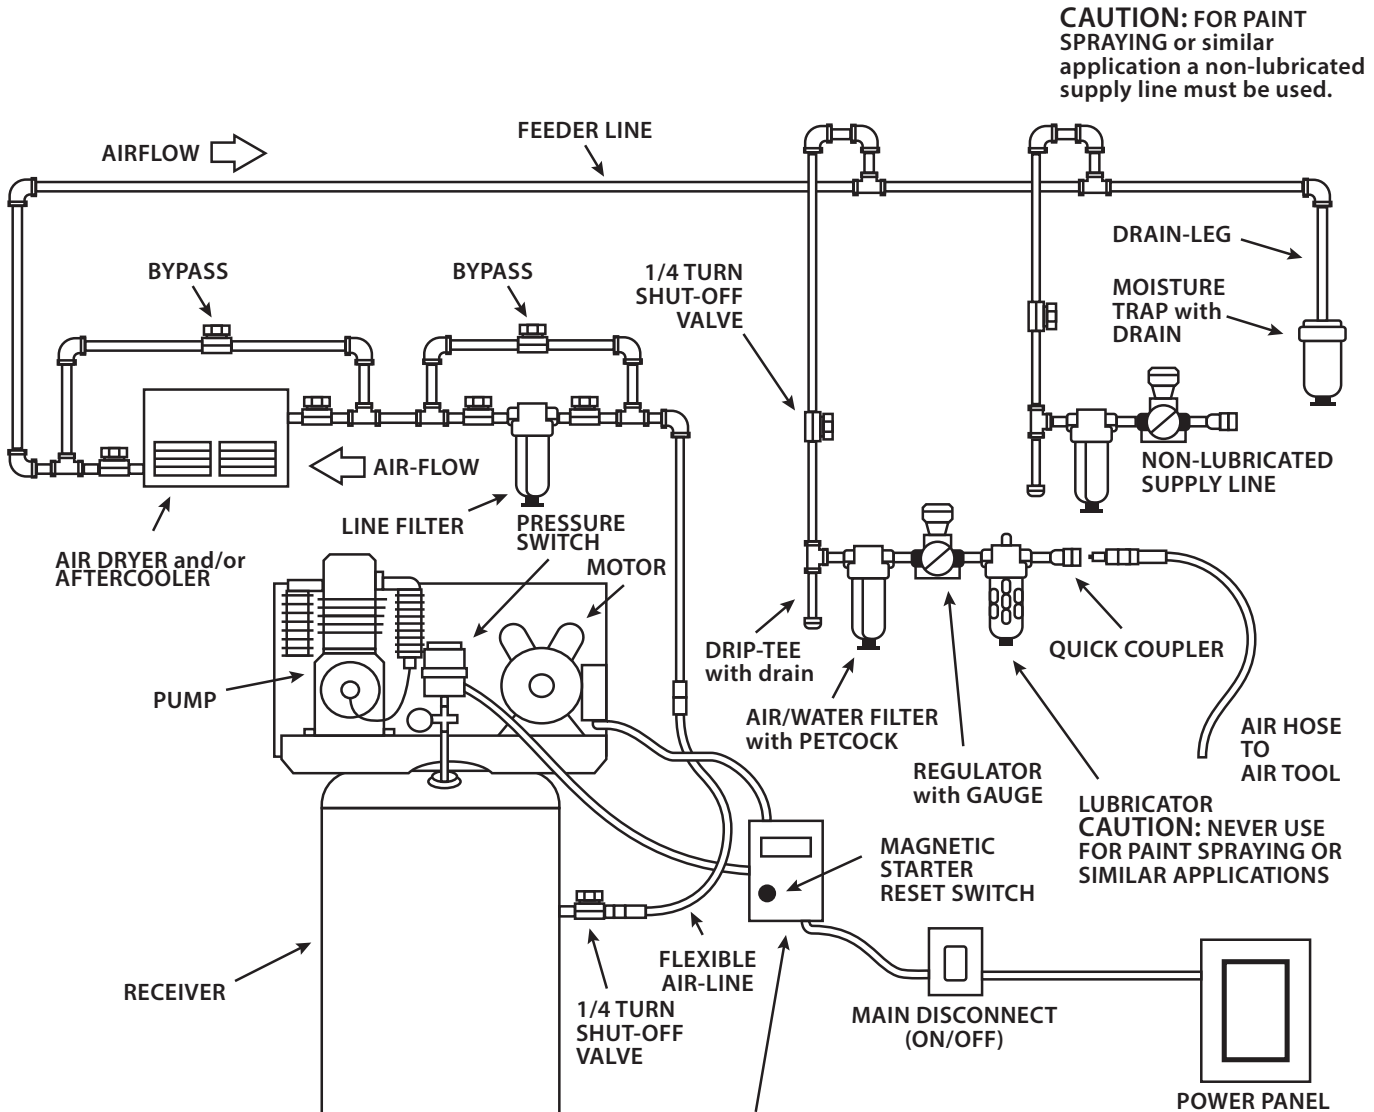 CAUTION: FOR PAINT
SPRAYING or similar
application a non-lubricated
supply line must be used.
FEEDER LINE
AIRFLOW
DRAIN-LEG
BYPASS
BYPASS
1/4 TURN
SHUT-OFF
VALVE
MOISTURE
TRAP with
DRAIN
AIR-FLOW
NON-LUBRICATED
SUPPLY LINE
LINE FILTER
PRESSURE
SWITCH
AIR DRYER and/or
AFTERCOOLER
MOTOR
DRIP-TEE
with drain
QUICK COUPLER
PUMP
AIR/WATER FILTER
with PETCOCK
AIR HOSE
TO
AIR TOOL
REGULATOR
with GAUGE
LUBRICATOR
CAUTION: NEVER USE
FOR PAINT SPRAYING OR
SIMILAR APPLICATIONS
MAGNETIC
STARTER
RESET SWITCH
FLEXIBLE
AIR-LINE
RECEIVER
1/4 TURN
SHUT-OFF
VALVE
MAIN DISCONNECT
(ON/OFF)
POWER PANEL